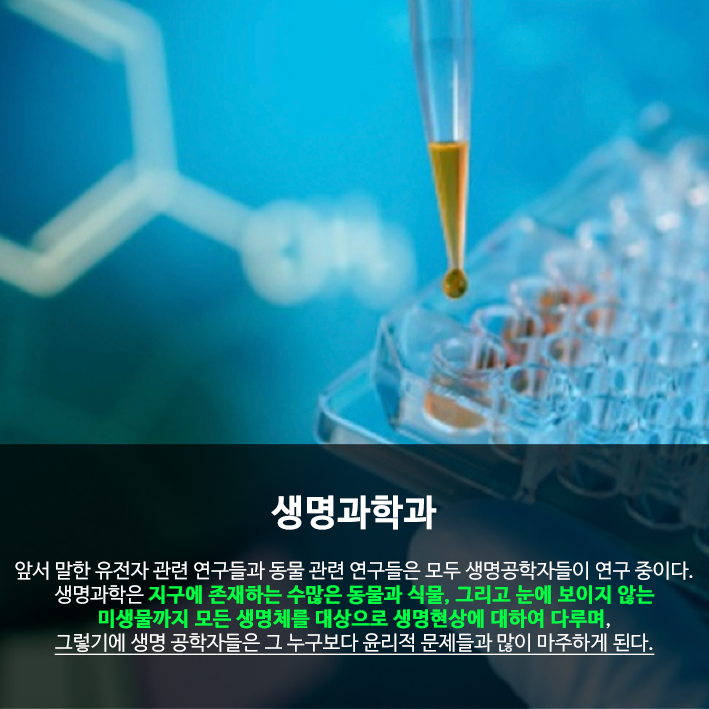 생명과학과
앞서 말한 유전자 관련 연구들과 동물 관련 연구들은 모두 생명공학자들이 연구 중이다.
생명과학은 지구에 존재하는 수많은 동물과 식물, 그리고 눈에 보이지 않는
미생물까지 모든 생명체를 대상으로 생명현상에 대하여 다루며,
그렇기에 생명 공학자들은 그 누구보다 윤리적 문제들과 많이 마주하게 된다.